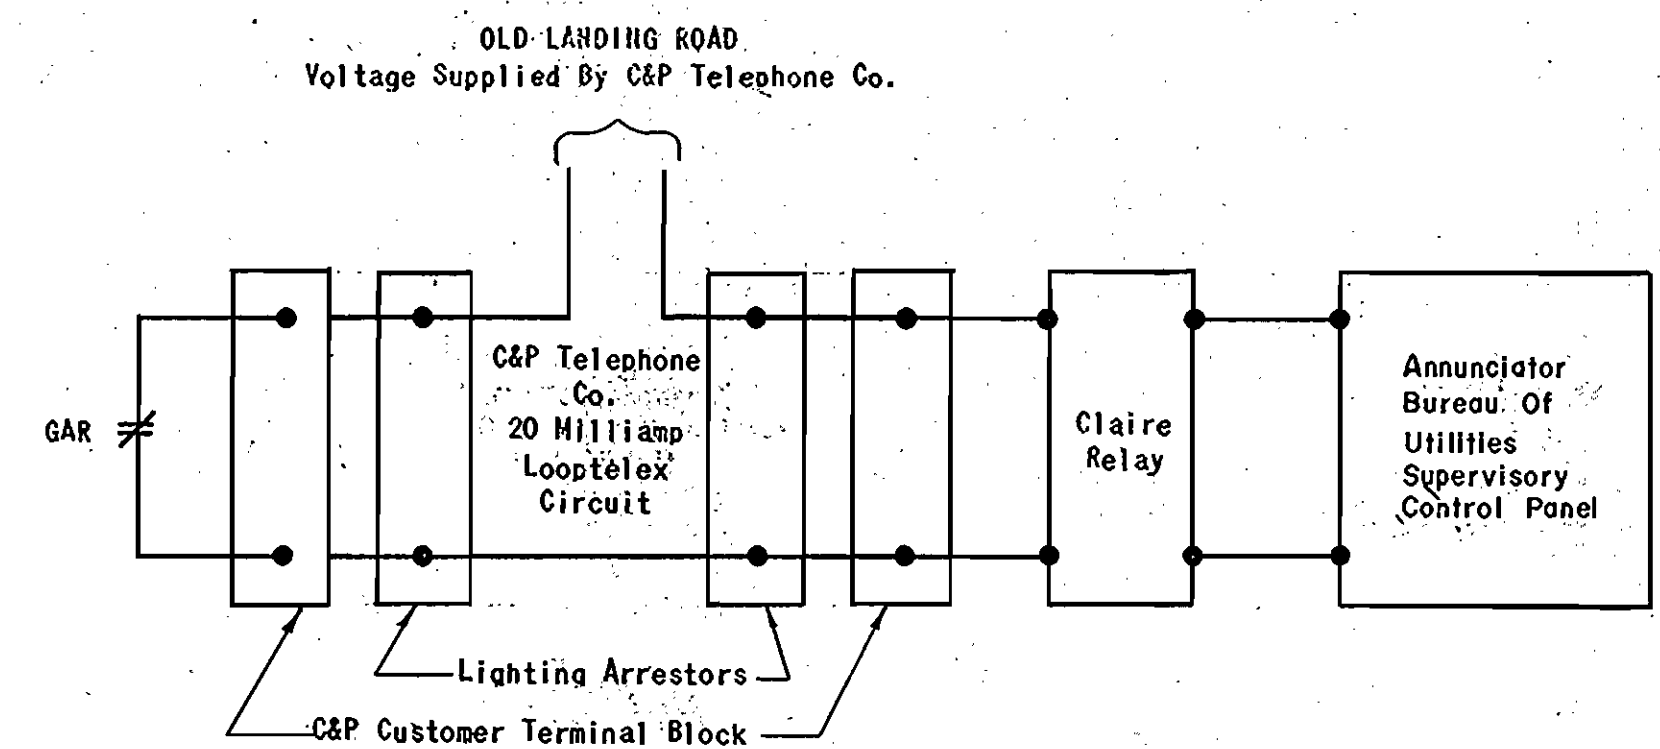 OLD LANDING ROAD
Voltage Supplied By C&P Telephone Co.
C&P Telephone
Co.
20 Milliamp
Looptelex
Circuit
GAR
Claire
Relay
Annunciator
Bureau Of
Utilities
Supervisory
Control Panel
Lighting Arrestors
C&P Customer Terminal Block